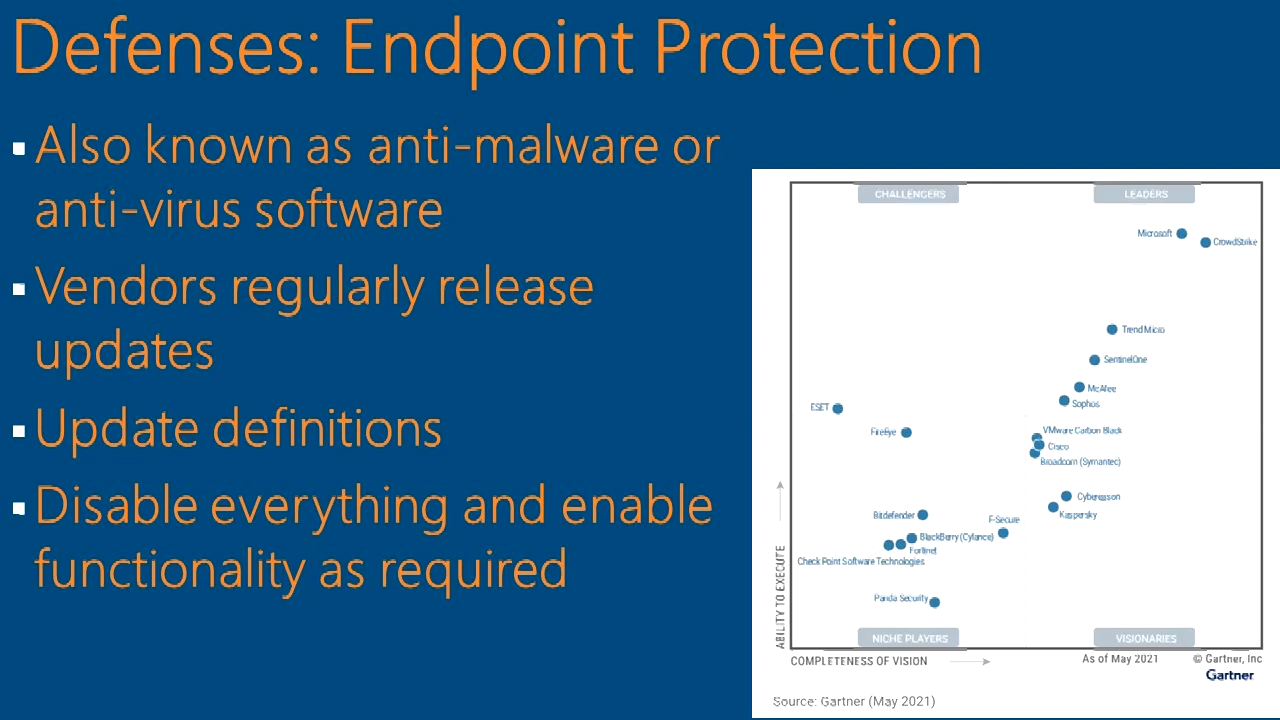 Defenses: Endpoint Protection
▪ Also known as anti-malware or
anti-virus software
▪ Vendors regularly release
updates
▪ Update definitions
▪ Disable everything and enable
functionality as required
CHALLENGERS
LEADERS
Microsoft
CrowdStrike
Trend Micro
SentinelOne
McAfee
Sophos
ESET
FireEye
VMware Carbon Black
Cisco
Broadcom (Symantec)
Cybereason
Kaspersky
Bitdefender
F-Secure
BlackBerry (Cylance)
Fortinet
Check Point Software Technologies
Panda Security
NICHE PLAYERS
VISIONARIES
ABILITY TO EXECUTE
COMPLETENESS OF VISION
As of May 2021
© Gartner, Inc
Gartner
Source: Gartner (May 2021)